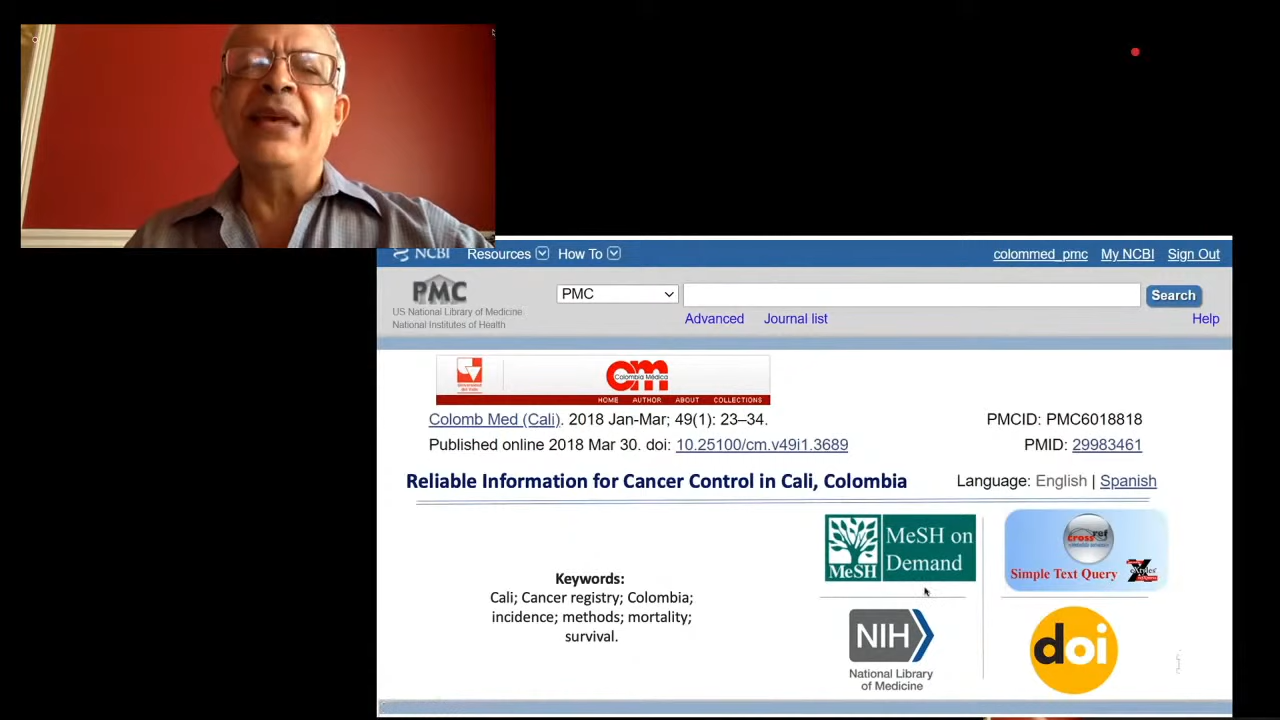 NCBI Resources How To colommed_pmc My NCBI Sign Out
PMC
US National Library of Medicine
National Institutes of Health
PMC Search
Advanced Journal list Help
Colombia Médica
HOME AUTHOR ABOUT COLLECTIONS
Colomb Med (Cali). 2018 Jan-Mar; 49(1): 23–34. PMCID: PMC6018818
Published online 2018 Mar 30. doi: 10.25100/cm.v49i1.3689 PMID: 29983461
Reliable Information for Cancer Control in Cali, Colombia Language: English | Spanish
MeSH
MeSH on
Demand
crossref
Simple Text Query
Keywords:
Cali; Cancer registry; Colombia;
incidence; methods; mortality;
survival.
NIH
National Library
of Medicine
doi